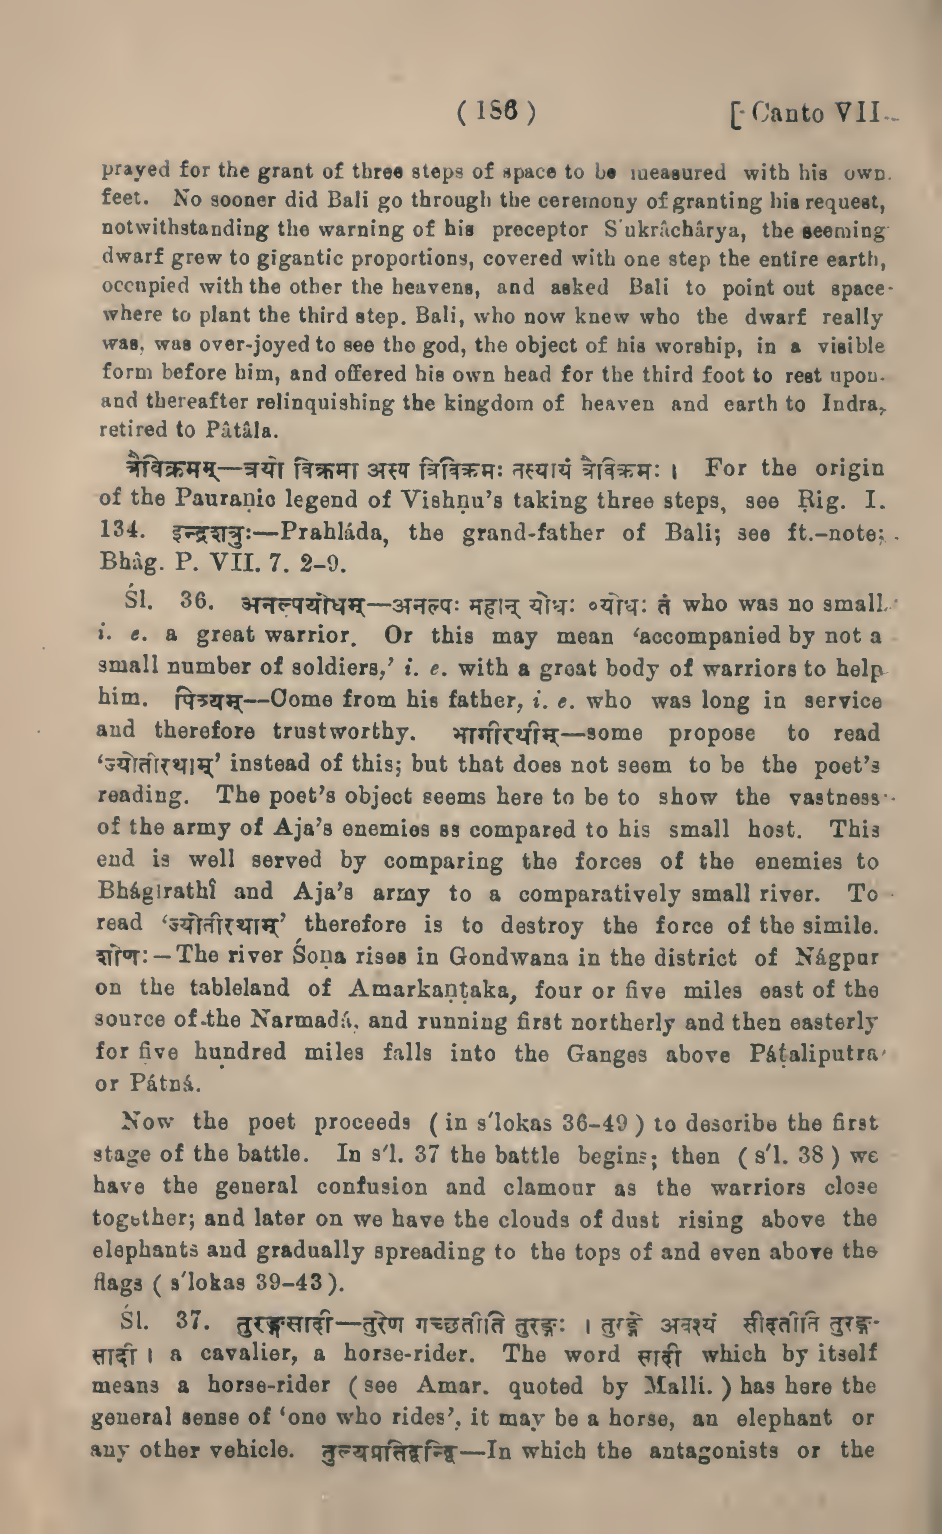 ( 186 ) [ Canto VII.
prayed for the grant of three steps of space to be measured with his own
feet. No sooner did Bali go through the ceremony of granting his request,
notwithstanding the warning of his preceptor S'ukrâchârya, the seeming
dwarf grew to gigantic proportions, covered with one step the entire earth,
occupied with the other the heavens, and asked Bali to point out space
where to plant the third step. Bali, who now knew who the dwarf really
was, was over-joyed to see the god, the object of his worship, in a visible
form before him, and offered his own head for the third foot to rest upon
and thereafter relinquishing the kingdom of heaven and earth to Indra,
retired to Pâtâla.
त्रैविक्रमम्—त्रयो विक्रमा अस्य त्रिविक्रमः तस्यायं त्रैविक्रमः । For the origin
of the Pauraṇic legend of Vishṇu's taking three steps, see Ṛig. I.
134. इन्द्रशत्रुः—Prahláda, the grand-father of Bali; see ft.-note;
Bhâg. P. VII. 7. 2-9.
Śl. 36. अनल्पयोधम्—अनल्पः महान् योधः ०योधः तं who was no small
i. e. a great warrior. Or this may mean 'accompanied by not a
small number of soldiers,' i. e. with a great body of warriors to help
him. पित्र्यम्--Come from his father, i. e. who was long in service
and therefore trustworthy. भागीरथीम्—some propose to read
'ज्योतीरथाम्' instead of this; but that does not seem to be the poet's
reading. The poet's object seems here to be to show the vastness
of the army of Aja's enemies as compared to his small host. This
end is well served by comparing the forces of the enemies to
Bhágirathî and Aja's army to a comparatively small river. To
read 'ज्योतीरथाम्' therefore is to destroy the force of the simile.
शोणः—The river Śoṇa rises in Gondwana in the district of Nágpur
on the tableland of Amarkaṇṭaka, four or five miles east of the
source of the Narmadá, and running first northerly and then easterly
for five hundred miles falls into the Ganges above Páṭaliputra
or Pátná.
Now the poet proceeds ( in s'lokas 36-49 ) to describe the first
stage of the battle. In s'l. 37 the battle begins; then ( s'l. 38 ) we
have the general confusion and clamour as the warriors close
together; and later on we have the clouds of dust rising above the
elephants and gradually spreading to the tops of and even above the
flags ( s'lokas 39-43 ).
Śl. 37. तुरङ्गसादी—तुरेण गच्छतीति तुरङ्गः । तुरङ्गे अवश्यं सीदतीति तुरङ्ग-
सादी । a cavalier, a horse-rider. The word सादी which by itself
means a horse-rider ( see Amar. quoted by Malli. ) has here the
general sense of 'one who rides', it may be a horse, an elephant or
any other vehicle. तुल्यप्रतिद्वन्द्वि—In which the antagonists or the